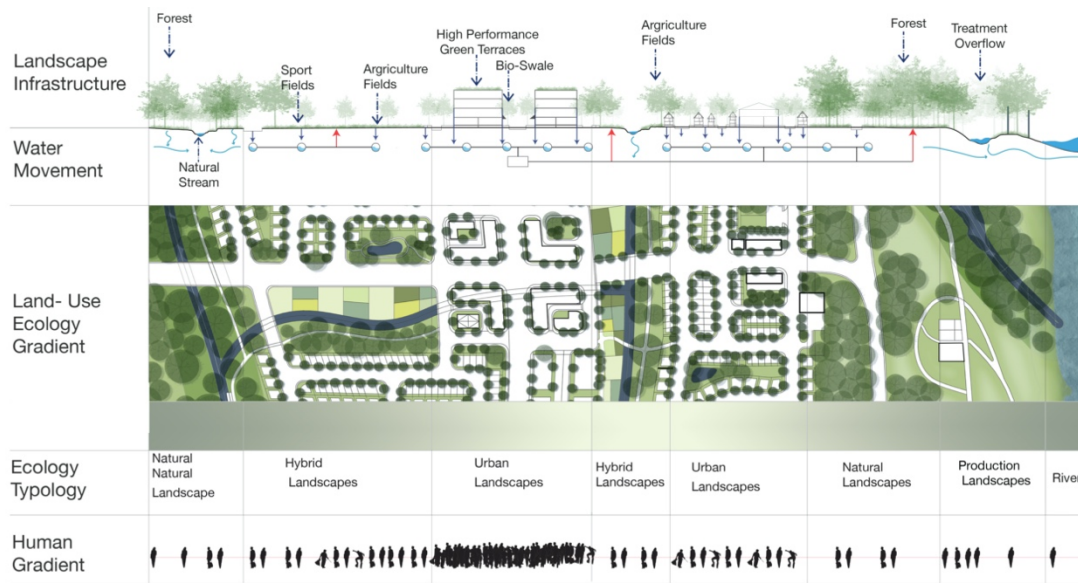 Landscape
Infrastructure
Forest
Sport
Fields
Argriculture
Fields
High Performance
Green Terraces
Bio-Swale
Argriculture
Fields
Forest
Treatment
Overflow
Water
Movement
Natural
Stream
Land- Use
Ecology
Gradient
Ecology
Typology
Natural
Natural
Landscape
Hybrid
Landscapes
Urban
Landscapes
Hybrid
Landscapes
Urban
Landscapes
Natural
Landscapes
Production
Landscapes
River
Human
Gradient